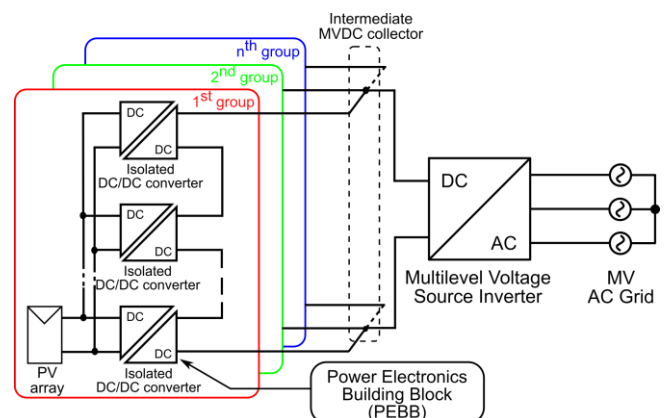 Intermediate
MVDC collector
nth group
2nd group
1st group
DC
DC
Isolated
DC/DC converter
DC
DC
Isolated
DC/DC converter
DC
DC
Isolated
DC/DC converter
PV
array
DC
AC
Multilevel Voltage
Source Inverter
MV
AC Grid
Power Electronics
Building Block
(PEBB)